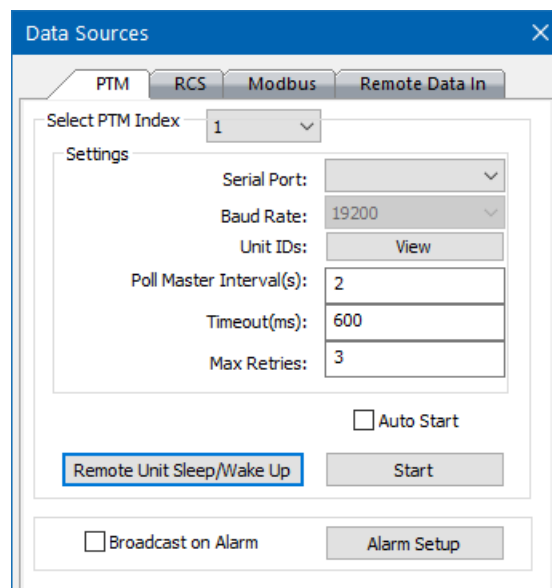 Data Sources
PTM RCS Modbus Remote Data In
Select PTM Index 1
Settings
Serial Port:
Baud Rate: 19200
Unit IDs: View
Poll Master Interval(s): 2
Timeout(ms): 600
Max Retries: 3
Auto Start
Remote Unit Sleep/Wake Up Start
Broadcast on Alarm Alarm Setup